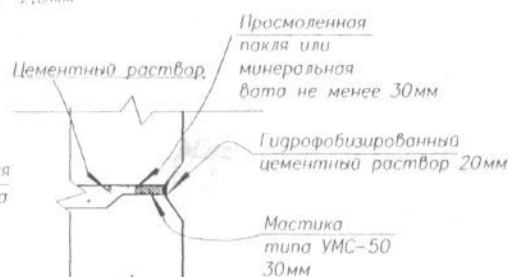 Просмоленная
пакля или
минеральная
вата не менее 30мм
Цементный раствор
Гидрофобизированный
цементный раствор 20мм
Мастика
типа УМС-50
30мм